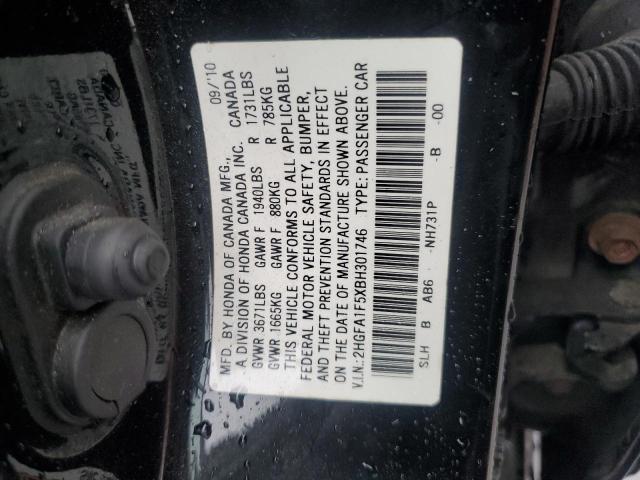 MFD. BY HONDA OF CANADA MFG., 09/10
A DIVISION OF HONDA CANADA INC. CANADA
GVWR 3671LBS GAWR F 1940LBS R 1731LBS
GVWR 1665KG GAWR F 880KG R 785KG
THIS VEHICLE CONFORMS TO ALL APPLICABLE
FEDERAL MOTOR VEHICLE SAFETY, BUMPER,
AND THEFT PREVENTION STANDARDS IN EFFECT
ON THE DATE OF MANUFACTURE SHOWN ABOVE.
V.I.N.:2HGFA1F5XBH301746 TYPE:PASSENGER CAR
SLH B AB6 -NH731P -B -00